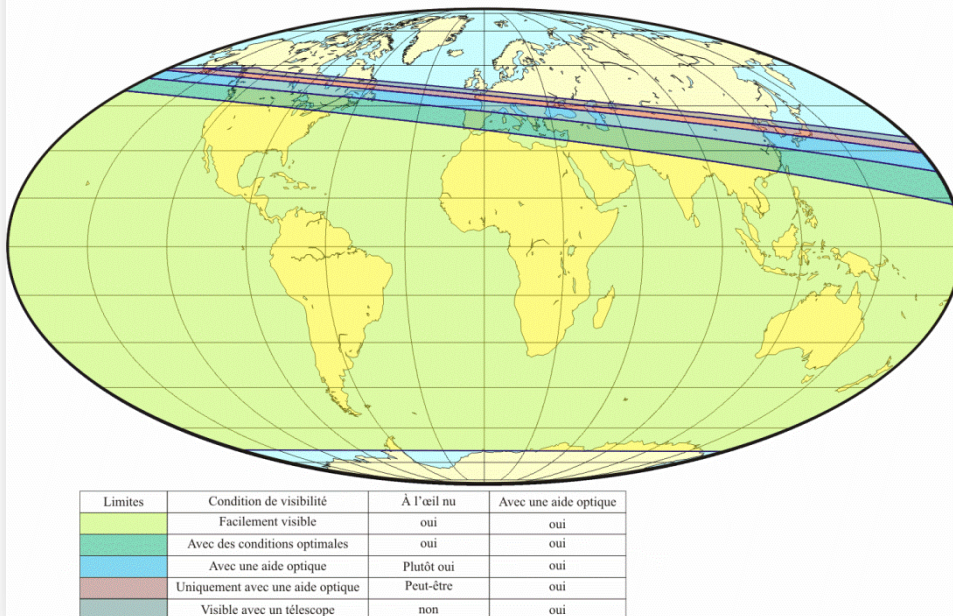 Limites Condition de visibilité À l’œil nu Avec une aide optique
Facilement visible oui oui
Avec des conditions optimales oui oui
Avec une aide optique Plutôt oui oui
Uniquement avec une aide optique Peut-être oui
Visible avec un télescope non oui